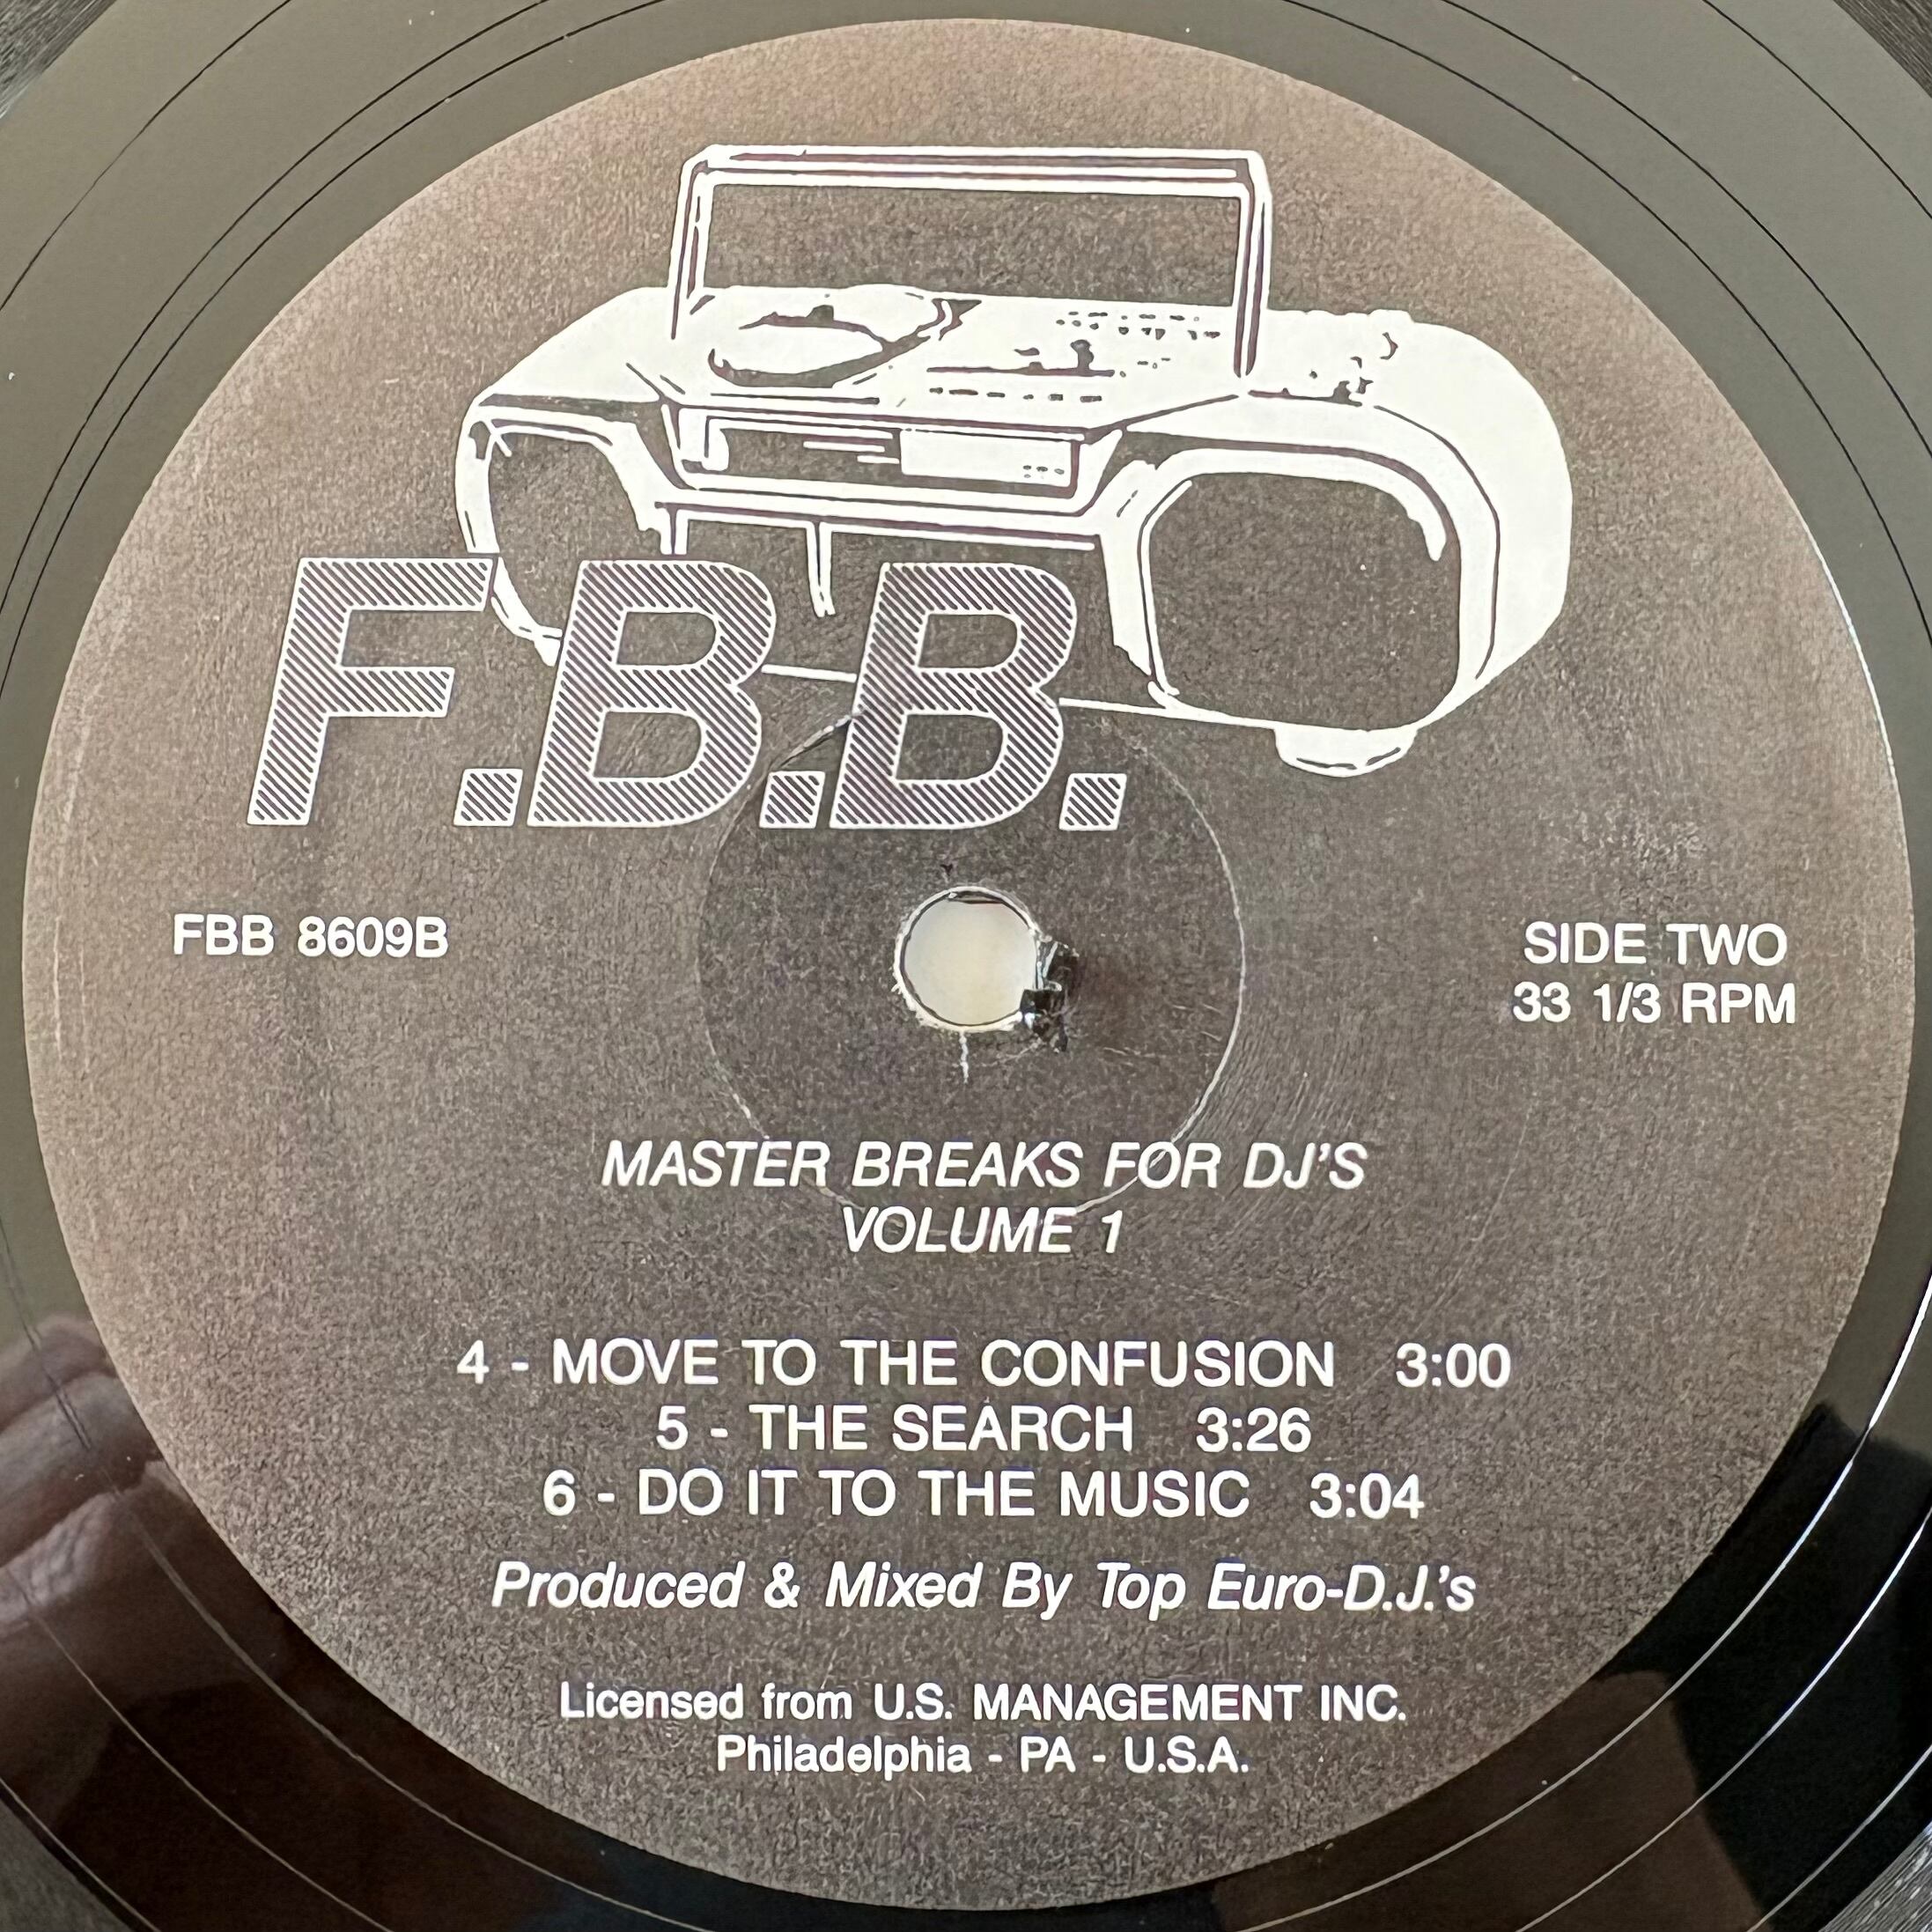 F.B.B.
FBB 8609B
SIDE TWO
33 1/3 RPM
MASTER BREAKS FOR DJ'S
VOLUME 1
4 - MOVE TO THE CONFUSION 3:00
5 - THE SEARCH 3:26
6 - DO IT TO THE MUSIC 3:04
Produced & Mixed By Top Euro-D.J.'s
Licensed from U.S. MANAGEMENT INC.
Philadelphia - PA - U.S.A.